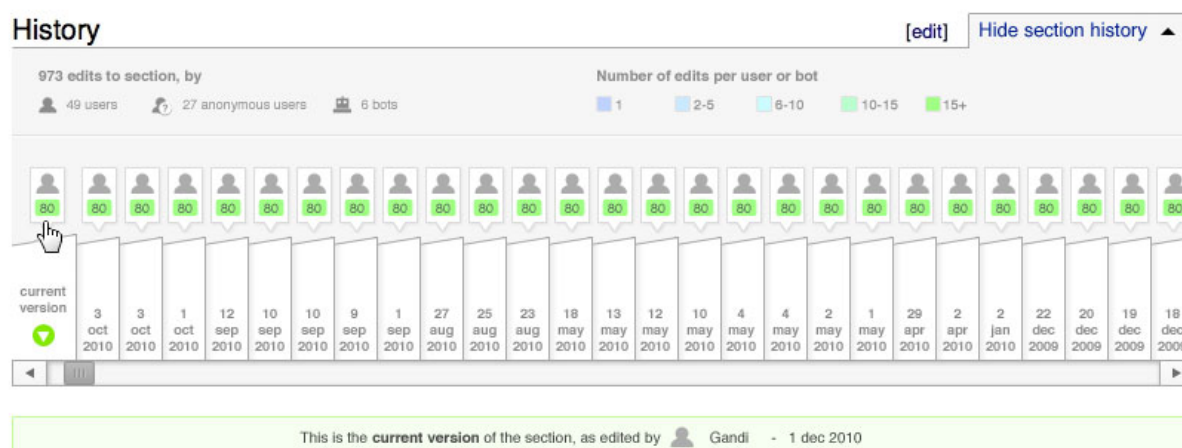 History [edit] Hide section history
973 edits to section, by Number of edits per user or bot
49 users 27 anonymous users 6 bots 1 2-5 6-10 10-15 15+
80 80 80 80 80 80 80 80 80 80 80 80 80 80 80 80 80 80 80 80 80 80 80 80 80 80 80
current
version 3 3 1 12 10 10 9 1 27 25 23 18 13 12 10 4 4 2 1 29 2 2 22 20 19 18
oct oct oct sep sep sep sep sep aug aug aug may may may may may may may may apr apr jan dec dec dec dec
2010 2010 2010 2010 2010 2010 2010 2010 2010 2010 2010 2010 2010 2010 2010 2010 2010 2010 2010 2010 2010 2010 2009 2009 2009 2009
This is the current version of the section, as edited by Gandi - 1 dec 2010